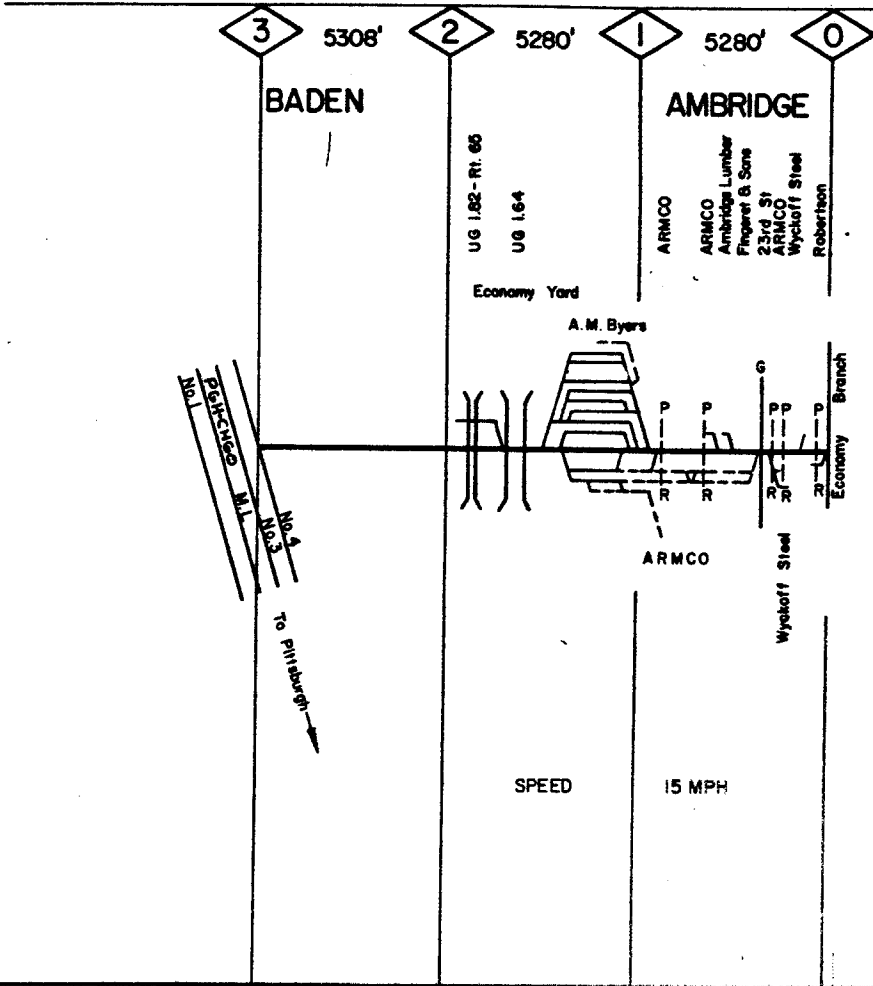 3
5308'
2
5280'
1
5280'
0
BADEN
AMBRIDGE
UG 1.82 - Rt. 65
UG 1.64
ARMCO
ARMCO
Ambridge Lumber
Fingeret & Sons
23rd St
ARMCO
Wyckoff Steel
Robertson
Economy Yard
A.M. Byers
G
P
P
P
P
P
R
R
R
R
R
Economy Branch
No. 1
PGH-CHGO M.L.
No. 3
No. 4
ARMCO
Wyckoff Steel
To Pittsburgh
SPEED
15 MPH